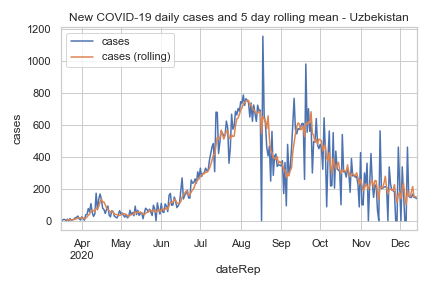 New COVID-19 daily cases and 5 day rolling mean - Uzbekistan
1200
1000
800
600
400
200
0
cases
cases
cases (rolling)
Apr May Jun Jul Aug Sep Oct Nov Dec
2020
dateRep